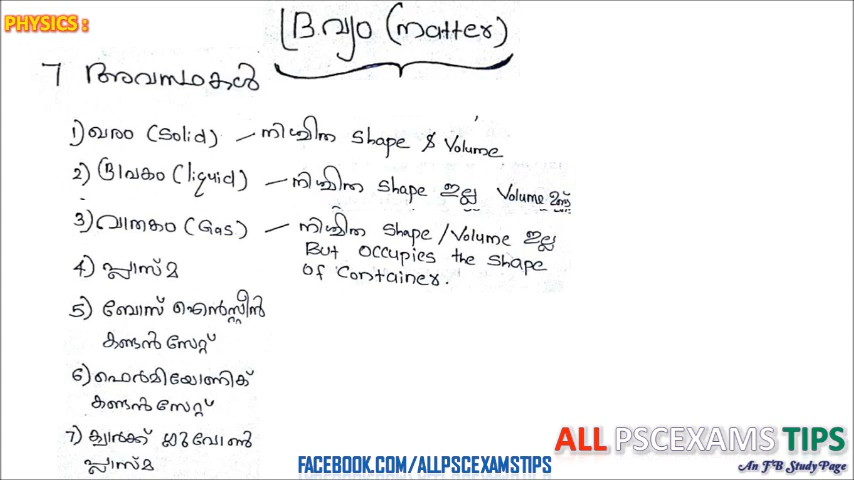 PHYSICS :
ദ്രവ്യം (matter)
7 അവസ്ഥകൾ
1) ഖരം (Solid) – നിശ്ചിത shape & Volume
2) ദ്രാവകം (liquid) – നിശ്ചിത shape ഇല്ല Volume ഉണ്ട്
3) വാതകം (Gas) – നിശ്ചിത shape/Volume ഇല്ല
But occupies the shape
of container.
4) പ്ലാസ്മ
5) ബോസ് ഐൻസ്റ്റീൻ
കണ്ടൻസേറ്റ്
6) ഫെർമിയോണിക്
കണ്ടൻസേറ്റ്
7) ക്വാർക്ക് ഗ്ലുവോൺ
പ്ലാസ്മ
ALL PSCEXAMS TIPS
An FB StudyPage
FACEBOOK.COM/ALLPSCEXAMSTIPS